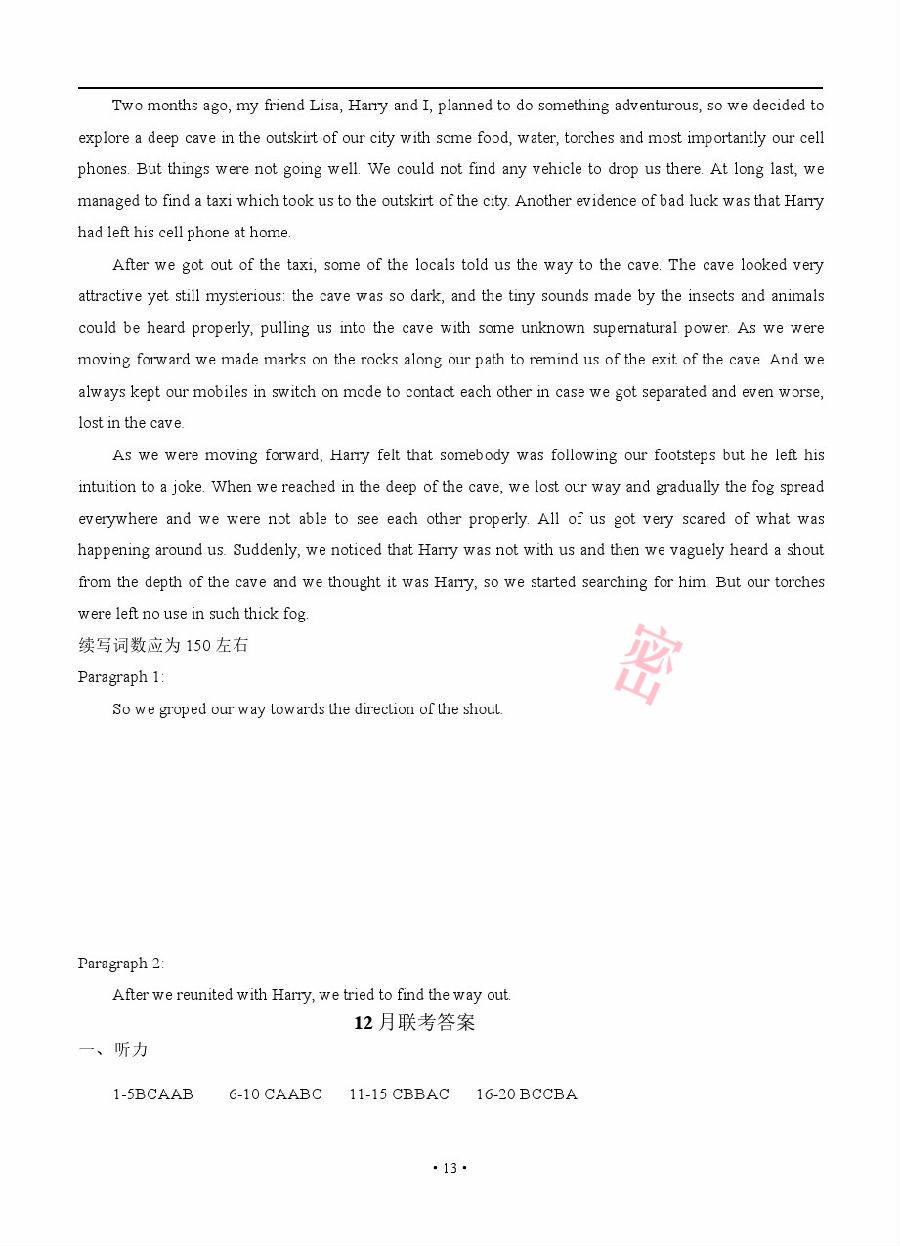 Two months ago, my friend Lisa, Harry and I, planned to do something adventurous, so we decided to
explore a deep cave in the outskirt of our city with some food, water, torches and most importantly our cell
phones. But things were not going well. We could not find any vehicle to drop us there. At long last, we
managed to find a taxi which took us to the outskirt of the city. Another evidence of bad luck was that Harry
had left his cell phone at home.
After we got out of the taxi, some of the locals told us the way to the cave. The cave looked very
attractive yet still mysterious: the cave was so dark, and the tiny sounds made by the insects and animals
could be heard properly, pulling us into the cave with some unknown supernatural power. As we were
moving forward we made marks on the rocks along our path to remind us of the exit of the cave. And we
always kept our mobiles in switch on mode to contact each other in case we got separated and even worse,
lost in the cave.
As we were moving forward, Harry felt that somebody was following our footsteps but he left his
intuition to a joke. When we reached in the deep of the cave, we lost our way and gradually the fog spread
everywhere and we were not able to see each other properly. All of us got very scared of what was
happening around us. Suddenly, we noticed that Harry was not with us and then we vaguely heard a shout
from the depth of the cave and we thought it was Harry, so we started searching for him. But our torches
were left no use in such thick fog.
续写词数应为 150 左右
密
Paragraph 1:
So we groped our way towards the direction of the shout.
Paragraph 2:
After we reunited with Harry, we tried to find the way out.
12 月联考答案
一、听力
1-5BCAAB 6-10 CAABC 11-15 CBBAC 16-20 BCCBA
• 13 •